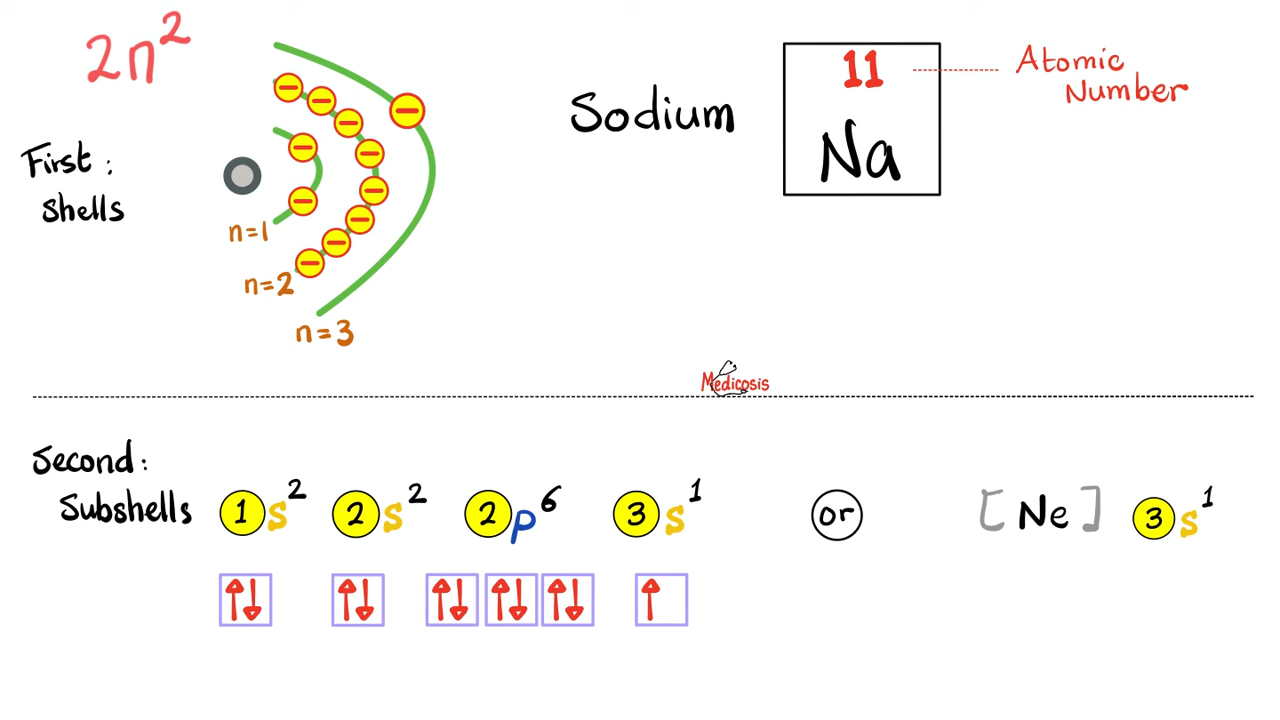 2n²
First:
Shells
n=1
n=2
n=3
Sodium
11
Na
Atomic
Number
Medicosis
Second:
Subshells 1s² 2s² 2p⁶ 3s¹ or [Ne] 3s¹